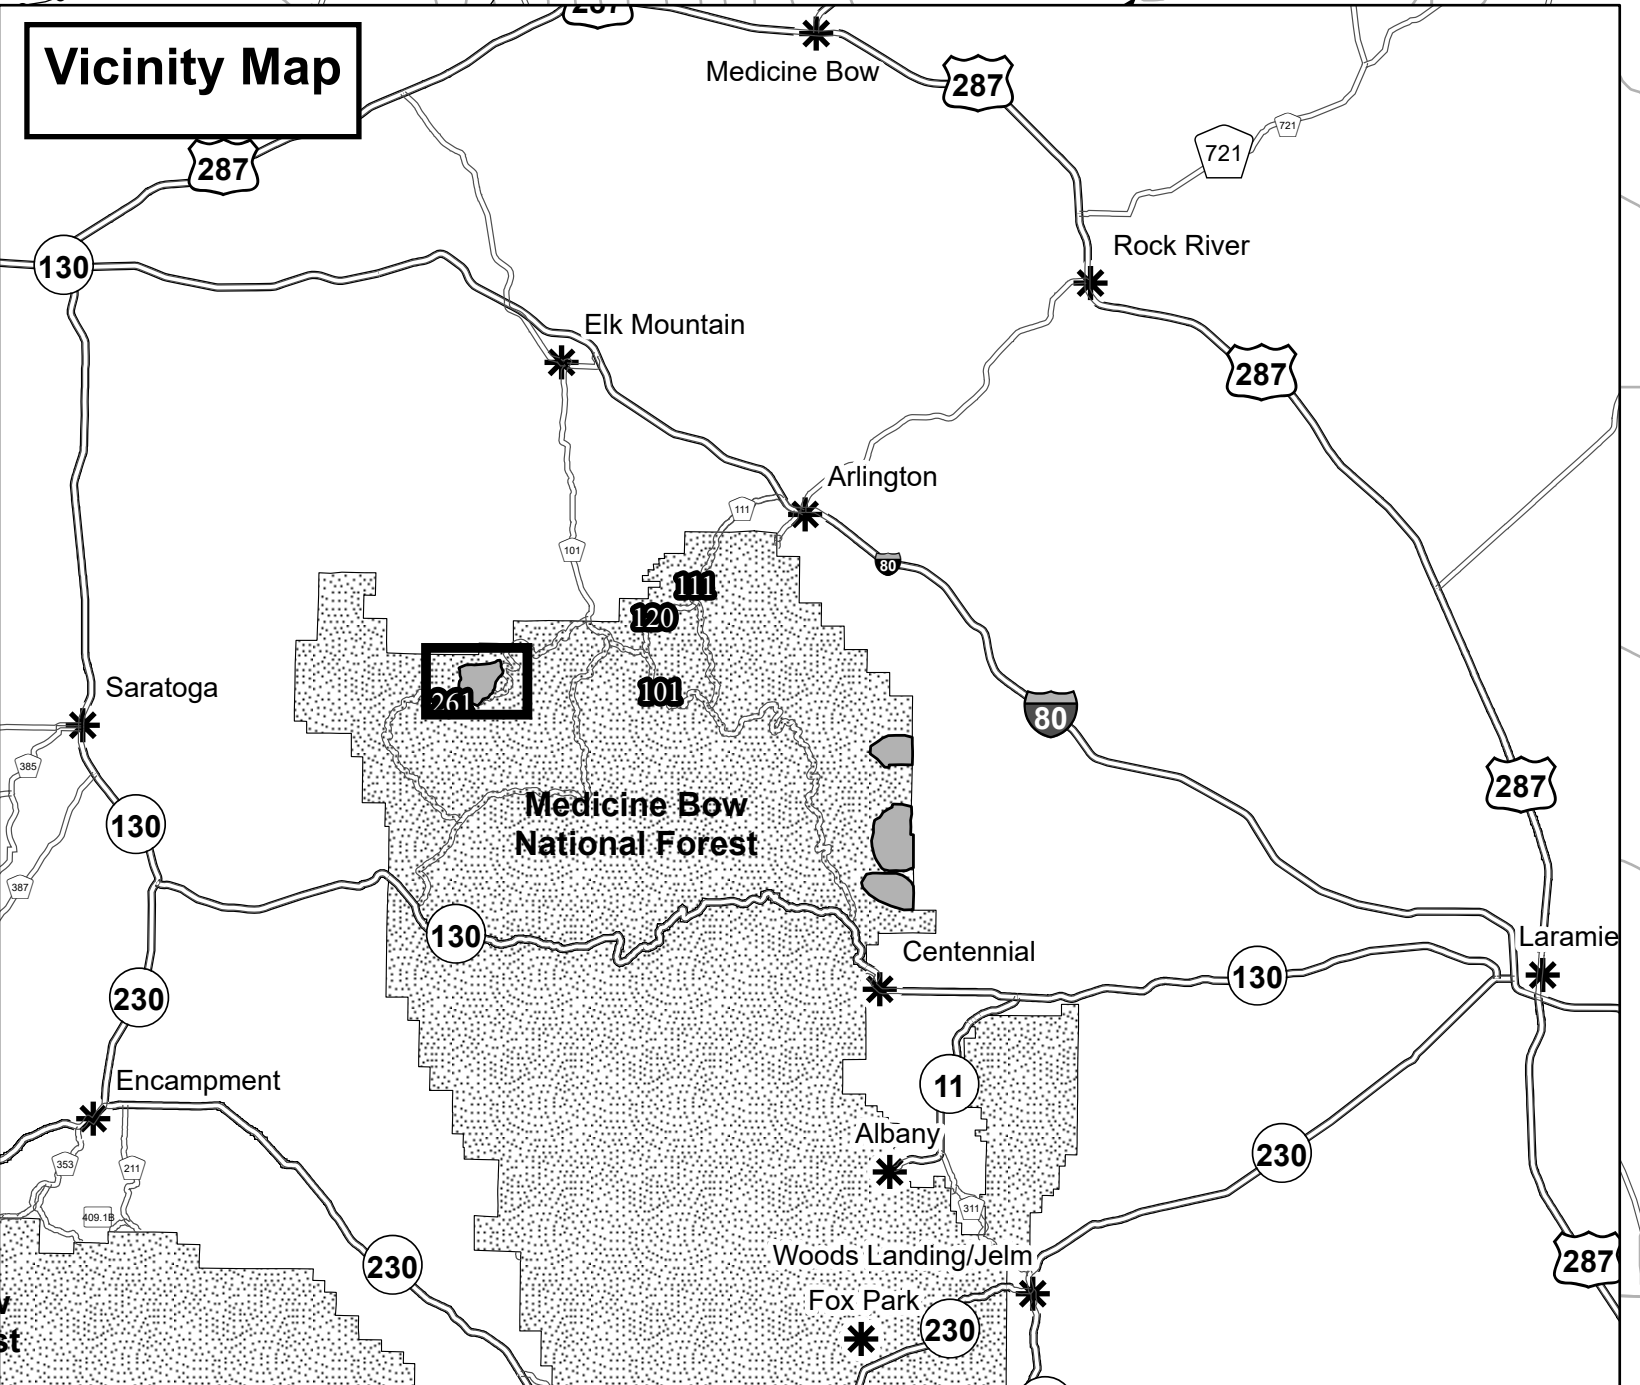 287
Vicinity Map
Medicine Bow
287
721
721
287
Rock River
130
Elk Mountain
287
Arlington
111
80
101
111
120
Saratoga
261
101
80
385
287
130
Medicine Bow
National Forest
387
130
Laramie
Centennial
130
230
Encampment
11
Albany
230
353
211
311
409.1B
Woods Landing/Jelm
230
287
Fox Park
230
st